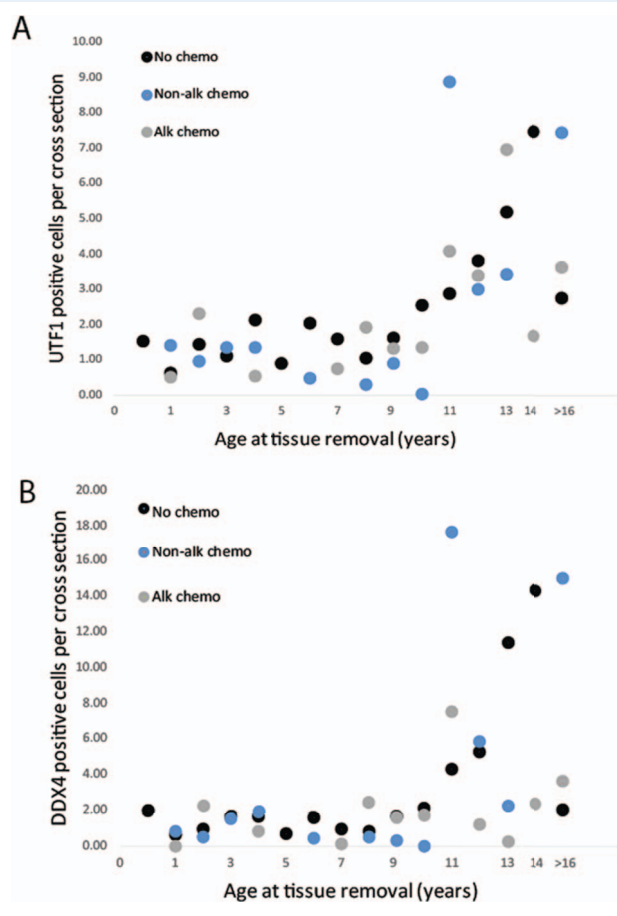 A
UTF1 positive cells per cross section
10.00
9.00
8.00
7.00
6.00
5.00
4.00
3.00
2.00
1.00
0.00
No chemo
Non-alk chemo
Alk chemo
0 1 3 5 7 9 11 13 14 >16
Age at tissue removal (years)
B
DDX4 positive cells per cross section
20.00
18.00
16.00
14.00
12.00
10.00
8.00
6.00
4.00
2.00
0.00
No chemo
Non-alk chemo
Alk chemo
0 1 3 5 7 9 11 13 14 >16
Age at tissue removal (years)